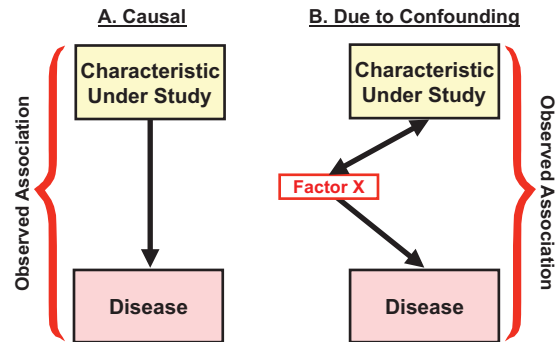 A. Causal
Observed Association
Characteristic
Under Study
Disease
B. Due to Confounding
Characteristic
Under Study
Factor X
Disease
Observed Association